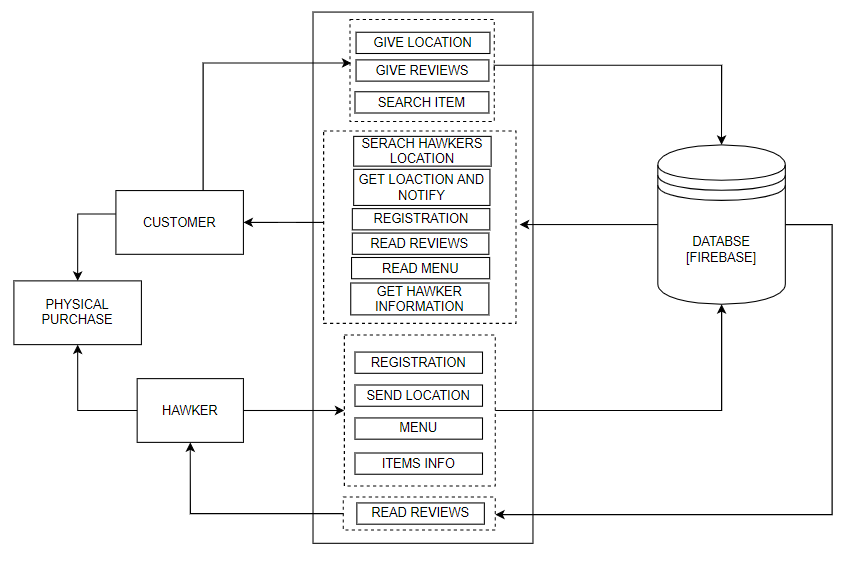 GIVE LOCATION
GIVE REVIEWS
SEARCH ITEM
SERACH HAWKERS
LOCATION
GET LOACTION AND
NOTIFY
REGISTRATION
READ REVIEWS
READ MENU
GET HAWKER
INFORMATION
CUSTOMER
DATABSE
[FIREBASE]
PHYSICAL
PURCHASE
HAWKER
REGISTRATION
SEND LOCATION
MENU
ITEMS INFO
READ REVIEWS